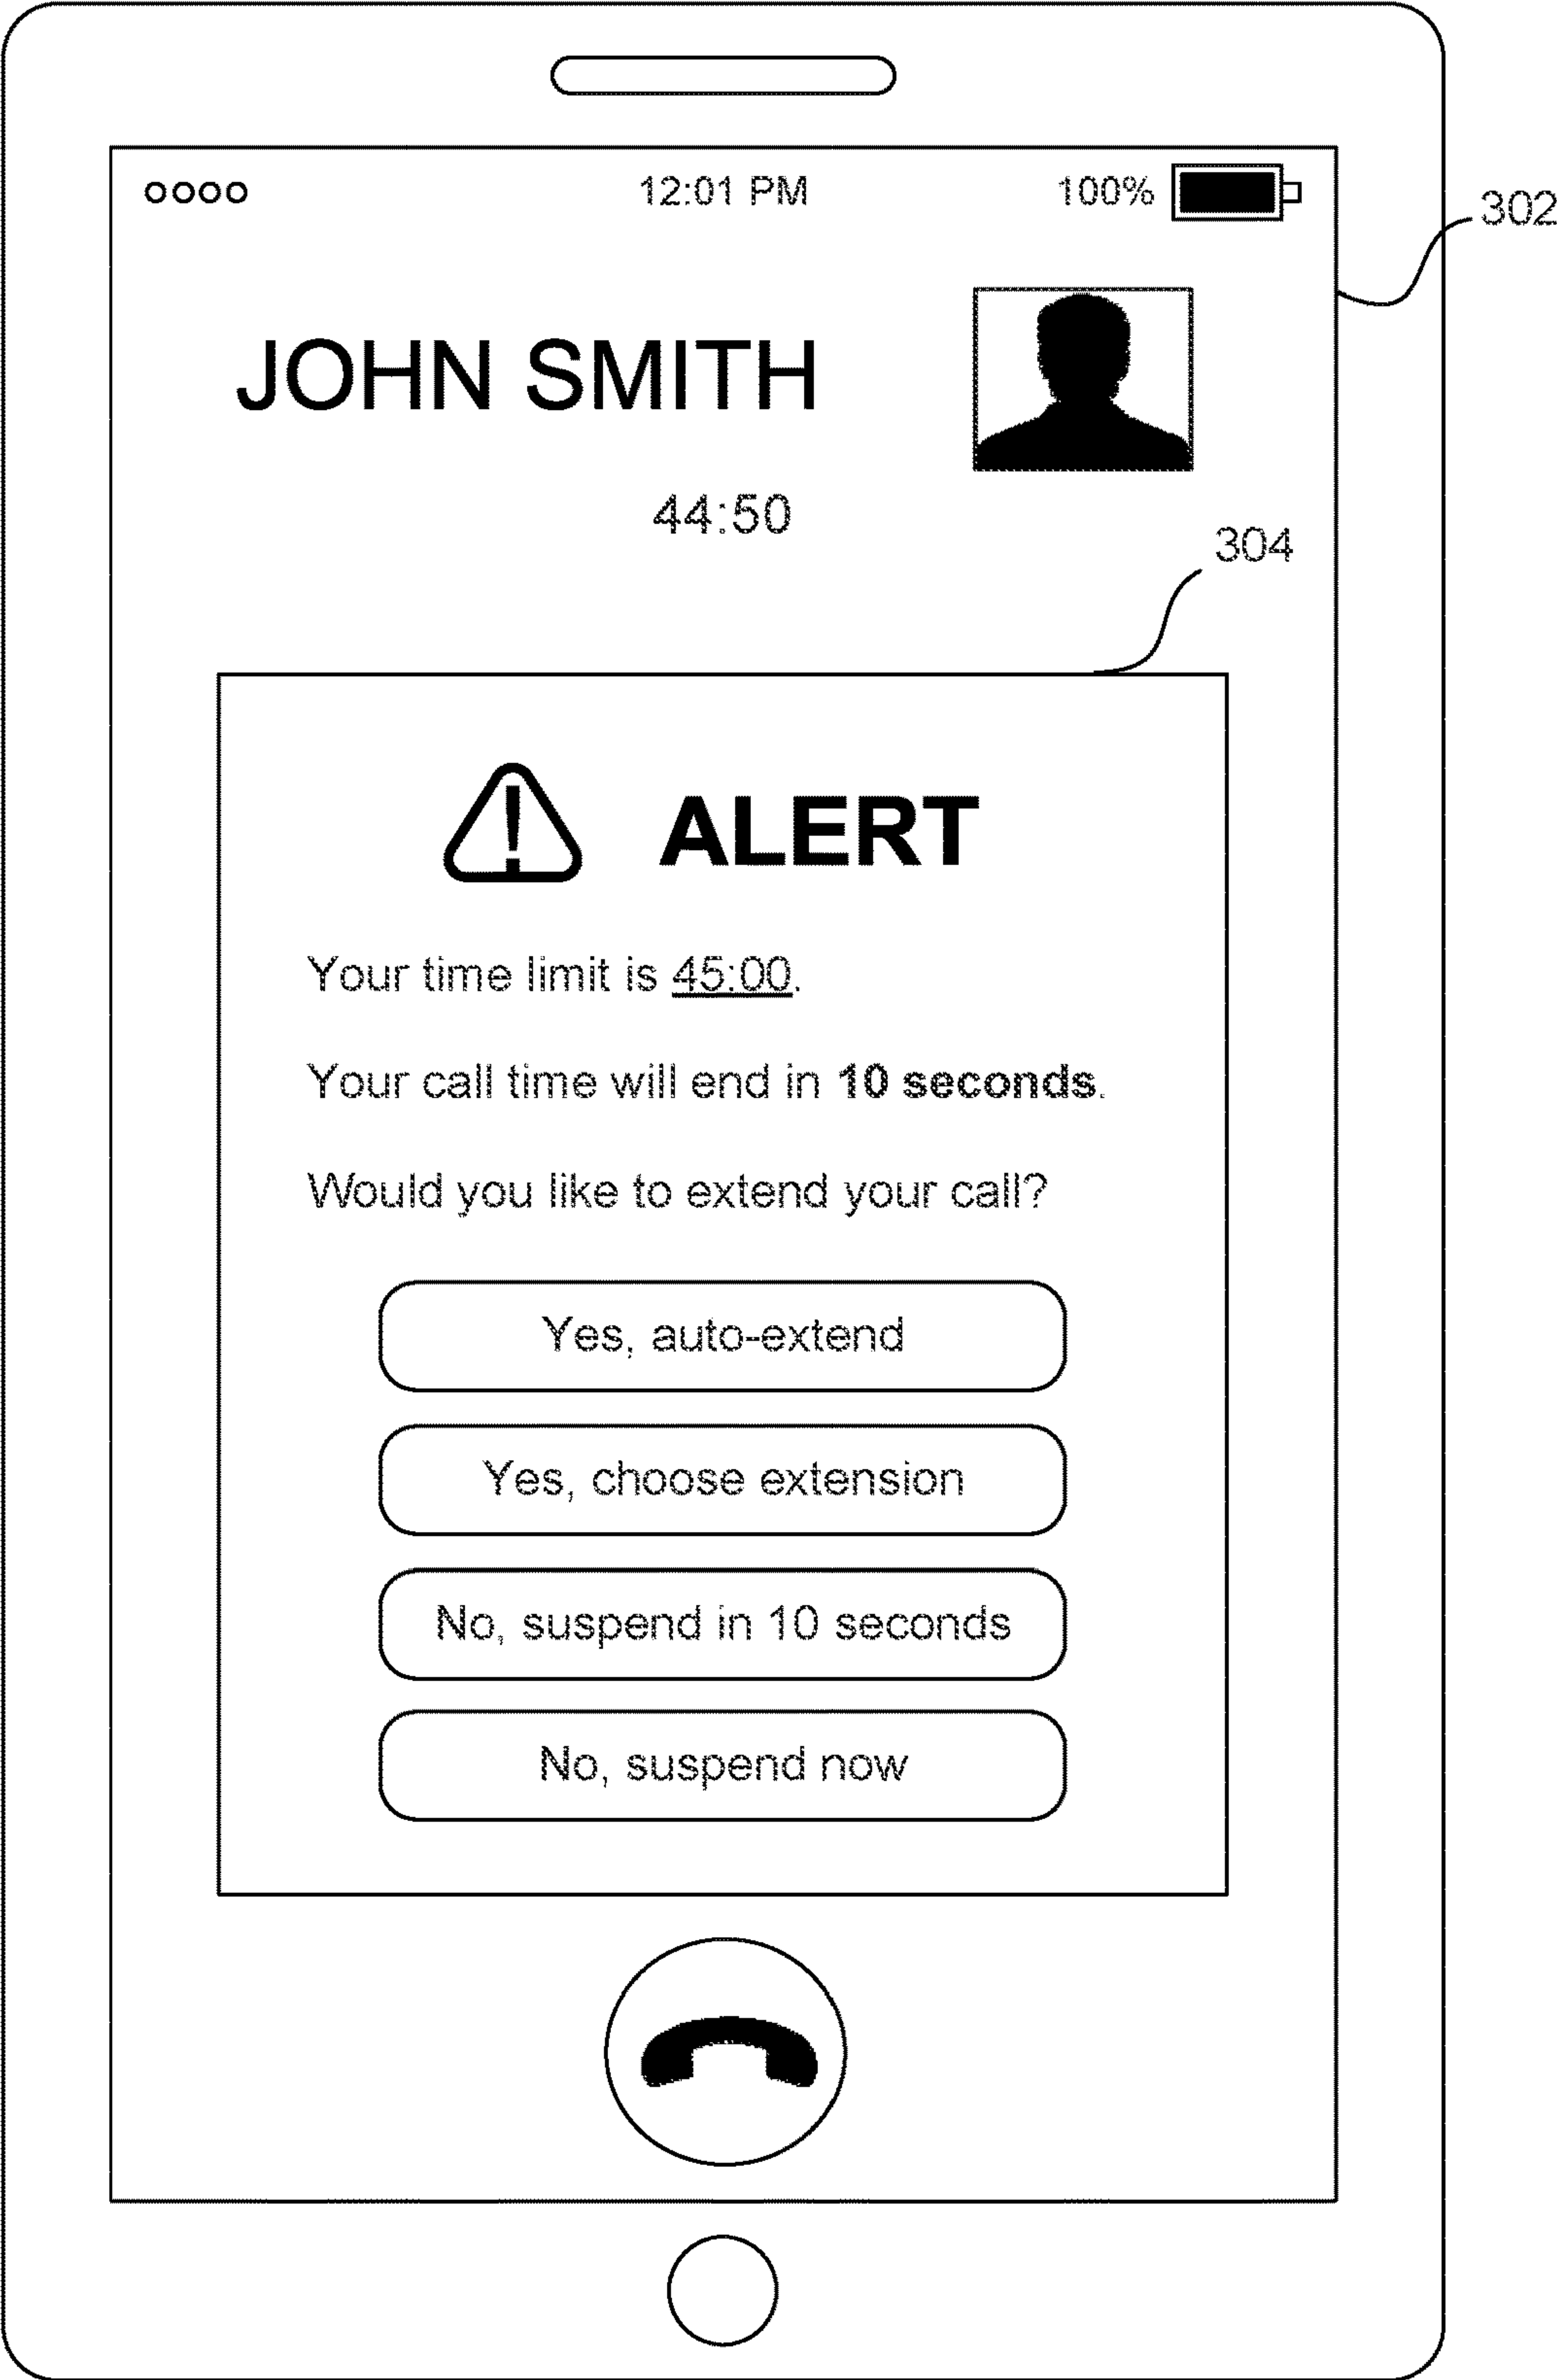 12:01 PM 100%
302
JOHN SMITH
44:50
304
ALERT
Your time limit is 45:00.
Your call time will end in 10 seconds.
Would you like to extend your call?
Yes, auto-extend
Yes, choose extension
No, suspend in 10 seconds
No, suspend now